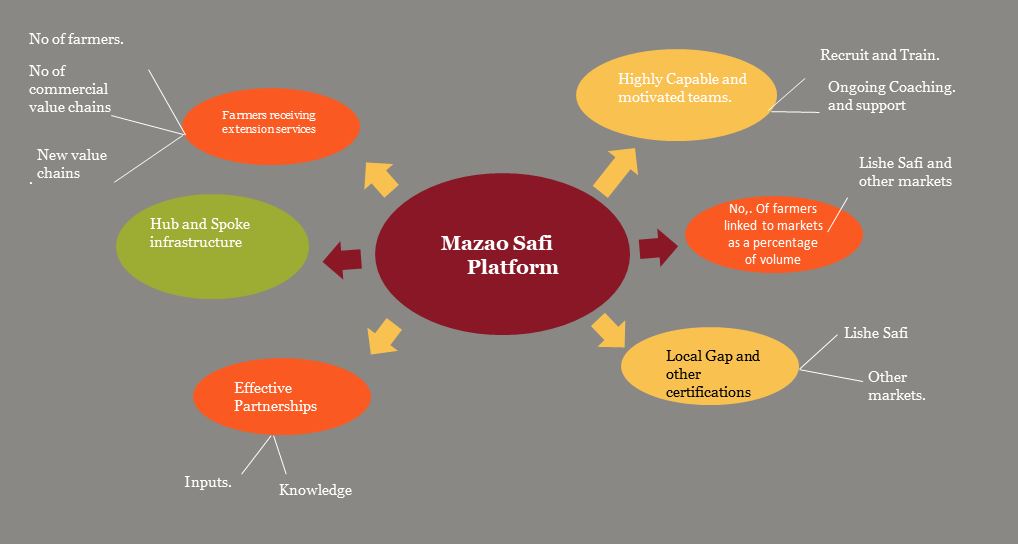 No of farmers.
No of
commercial
value chains
New value
chains
.
Farmers receiving
extension services
Hub and Spoke
infrastructure
Effective
Partnerships
Inputs.
Knowledge
Mazao Safi
Platform
Highly Capable and
motivated teams.
Recruit and Train.
Ongoing Coaching.
and support
Lishe Safi and
other markets
No,. Of farmers
linked to markets
as a percentage
of volume
Local Gap and
other
certifications
Lishe Safi
Other
markets.